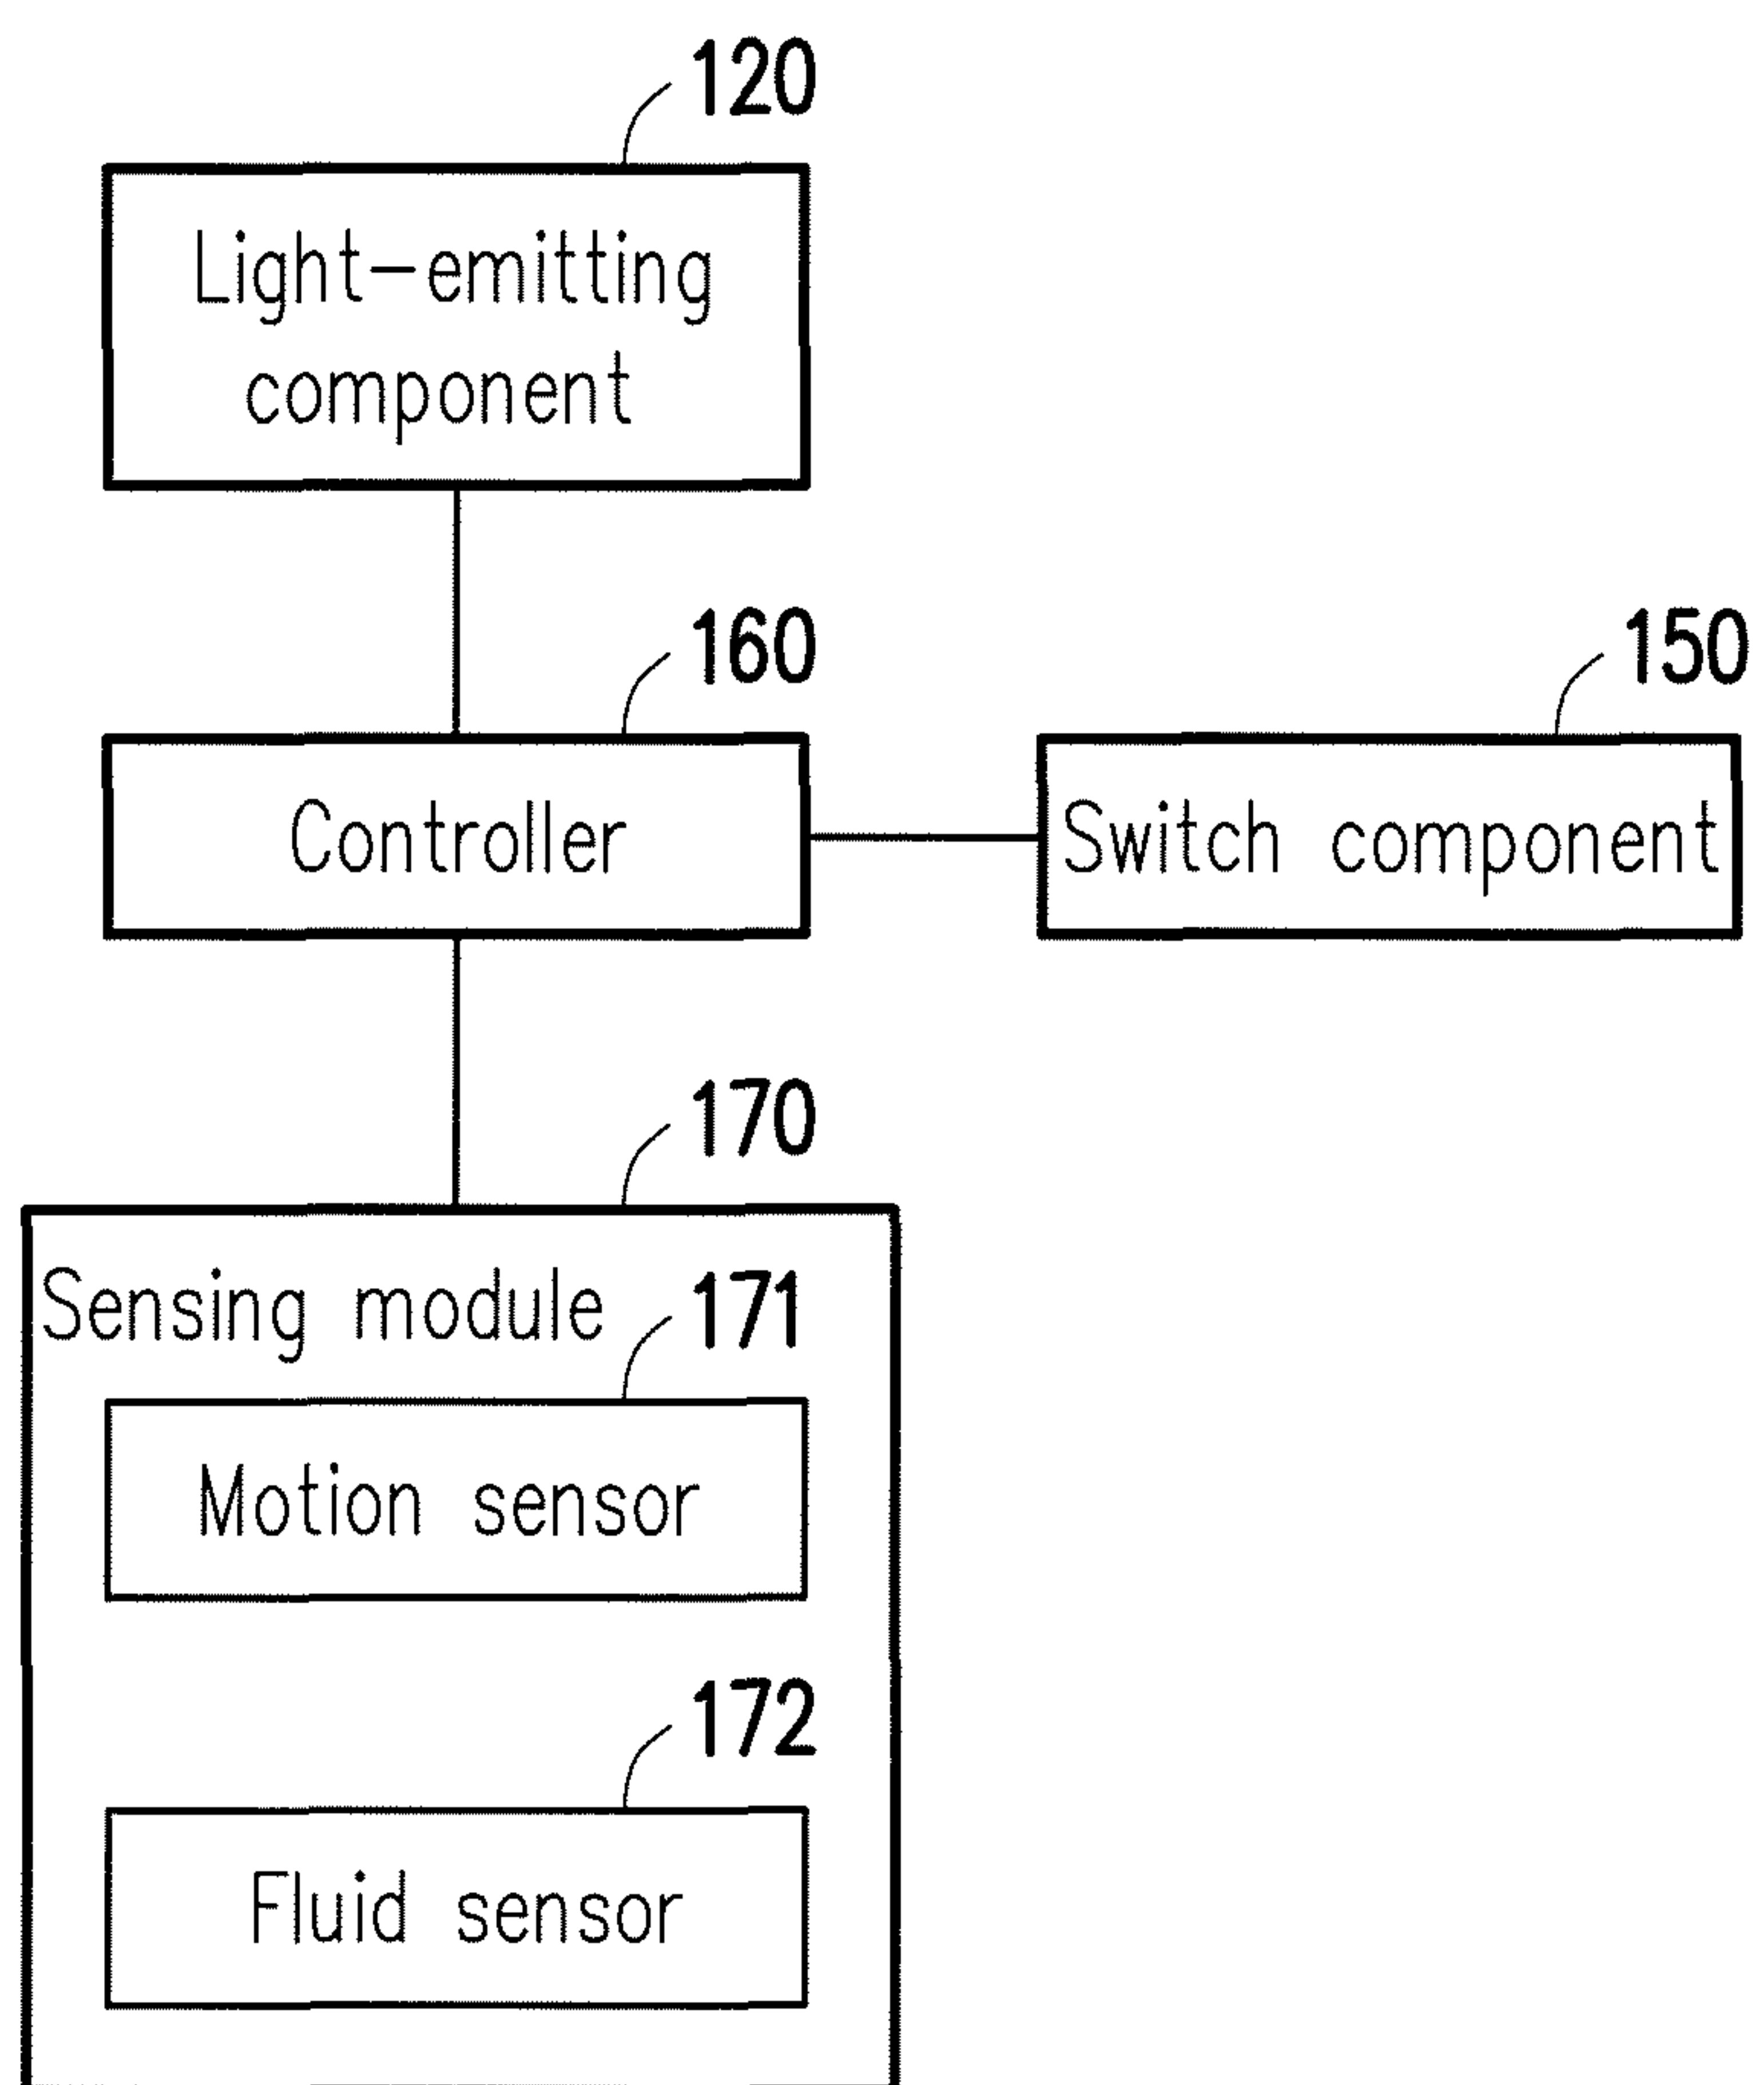 120
Light-emitting
component
160
Controller
150
Switch component
170
Sensing module
171
Motion sensor
172
Fluid sensor